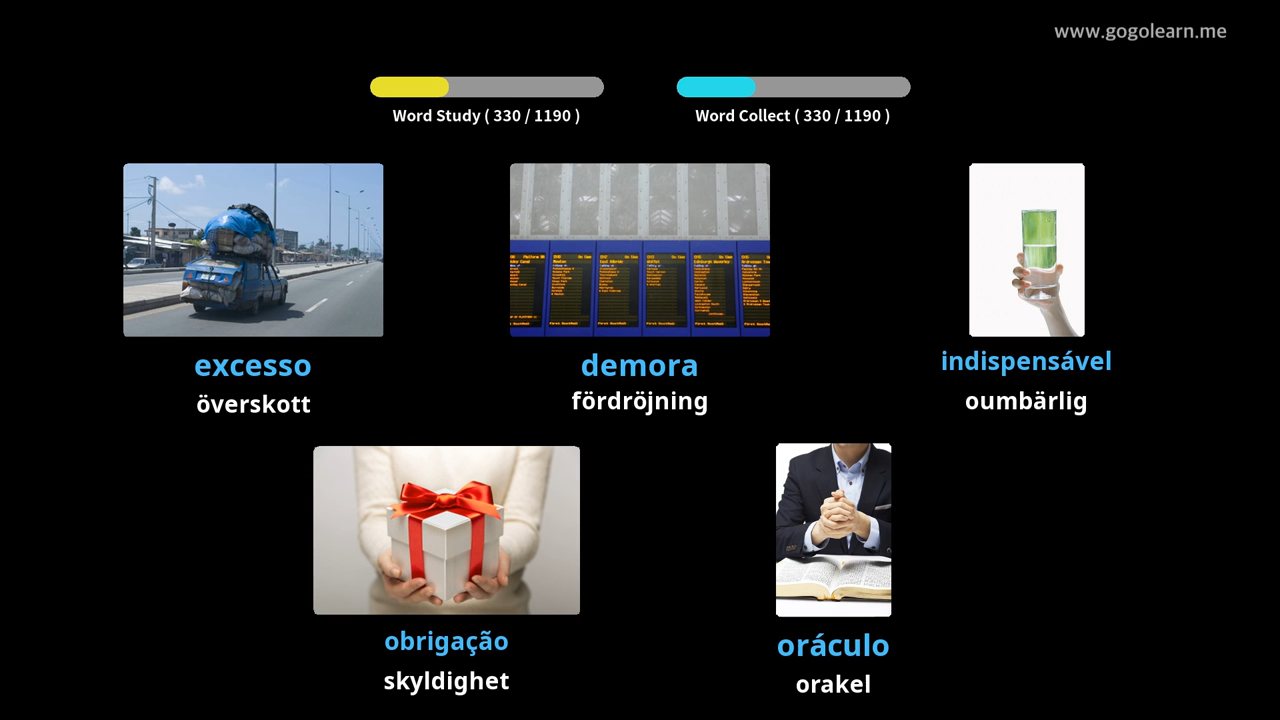 www.gogolearn.me
Word Study ( 330 / 1190 )
Word Collect ( 330 / 1190 )
excesso
överskott
demora
fördröjning
indispensável
oumbärlig
obrigação
skyldighet
oráculo
orakel